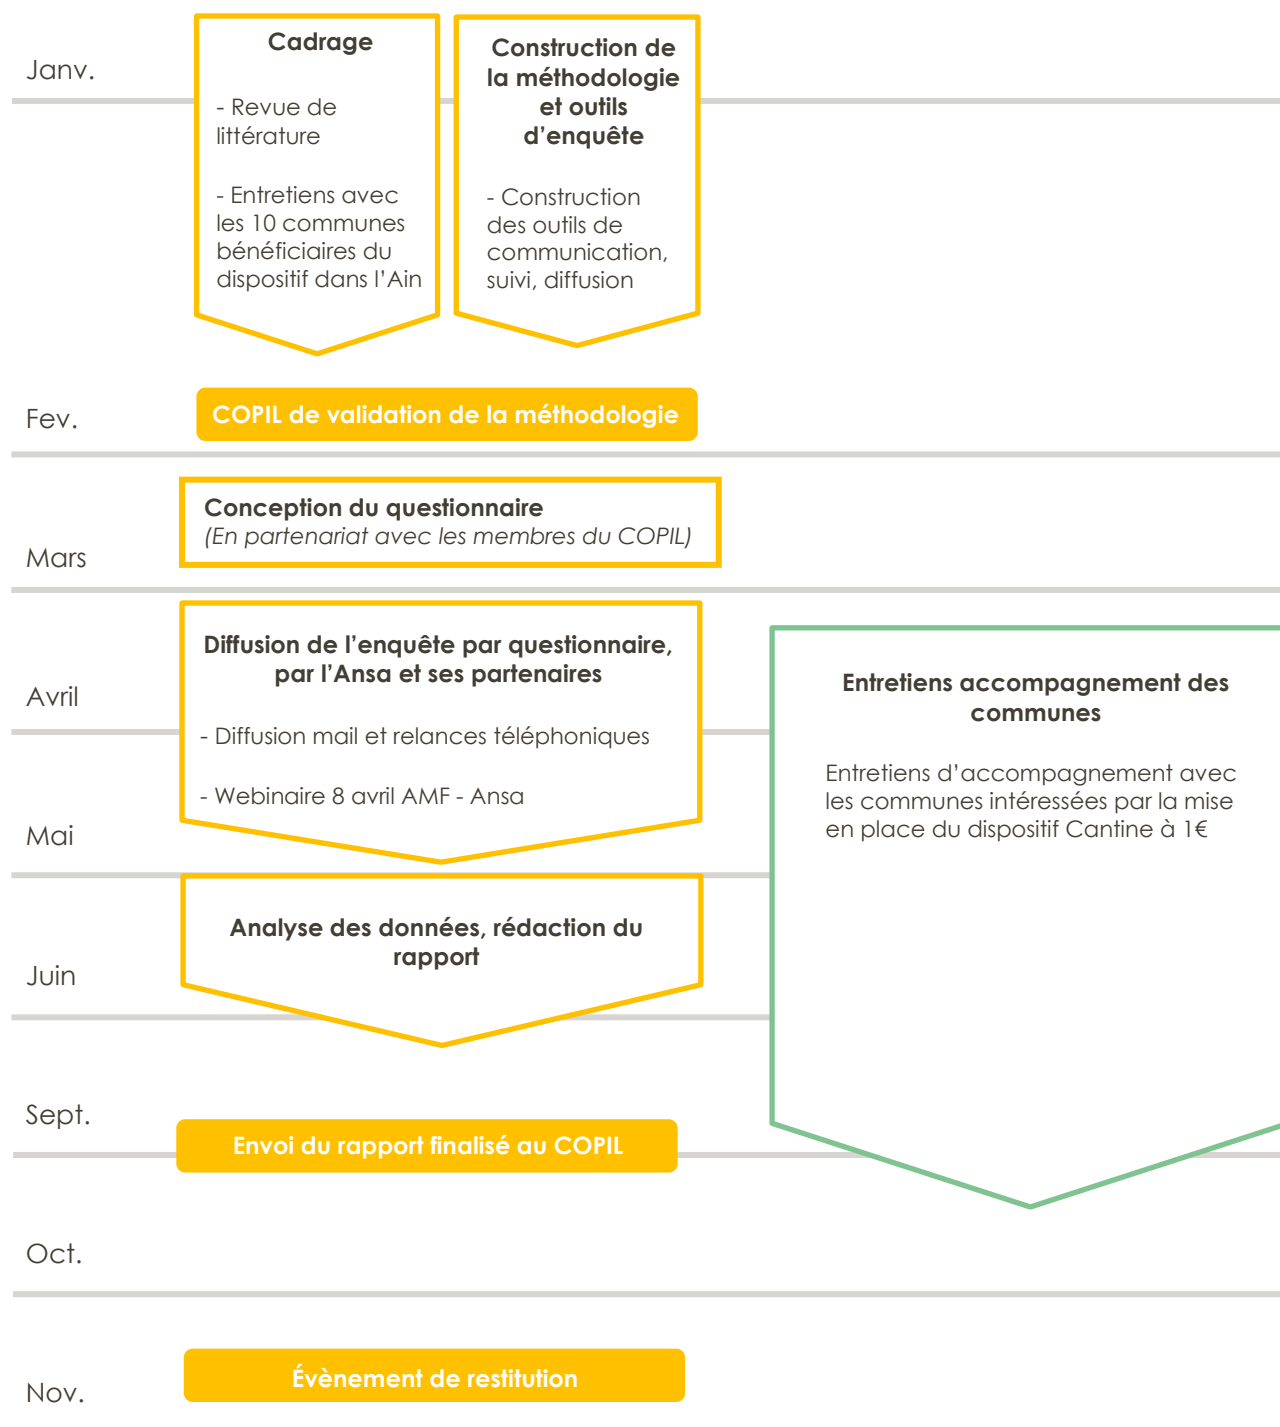 Janv.
Cadrage
- Revue de
littérature
- Entretiens avec
les 10 communes
bénéficiaires du
dispositif dans l’Ain
Construction de
la méthodologie
et outils
d’enquête
- Construction
des outils de
communication,
suivi, diffusion
Fev.
COPIL de validation de la méthodologie
Mars
Conception du questionnaire
(En partenariat avec les membres du COPIL)
Avril
Diffusion de l’enquête par questionnaire,
par l’Ansa et ses partenaires
- Diffusion mail et relances téléphoniques
- Webinaire 8 avril AMF - Ansa
Entretiens accompagnement des
communes
Entretiens d’accompagnement avec
les communes intéressées par la mise
en place du dispositif Cantine à 1€
Mai
Analyse des données, rédaction du
rapport
Juin
Sept.
Envoi du rapport finalisé au COPIL
Oct.
Évènement de restitution
Nov.